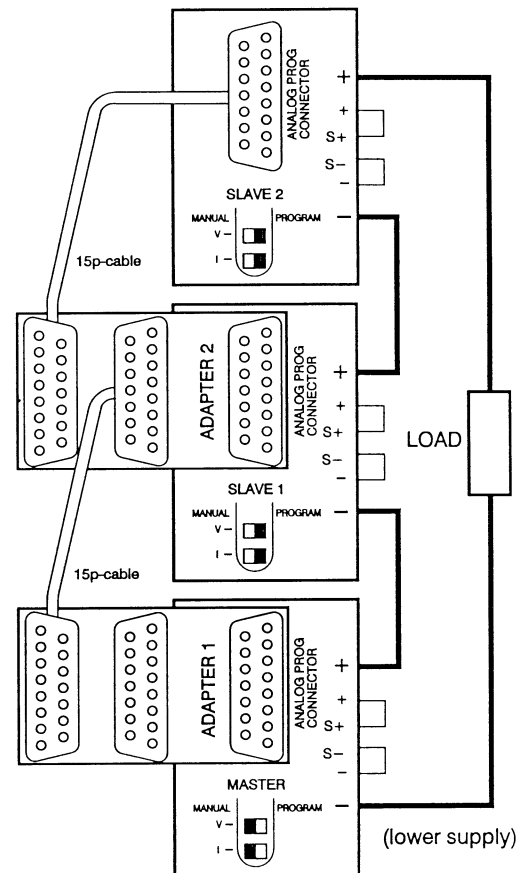 ANALOG PROG
CONNECTOR
+
+
S+
S-
-
SLAVE 2
MANUAL PROGRAM
V -
I -
-
15p-cable
ADAPTER 2
ANALOG PROG
CONNECTOR
+
+
S+
S-
-
LOAD
SLAVE 1
MANUAL PROGRAM
V -
I -
-
15p-cable
ADAPTER 1
ANALOG PROG
CONNECTOR
+
+
S+
S-
-
MASTER
MANUAL PROGRAM
V -
I -
-
(lower supply)